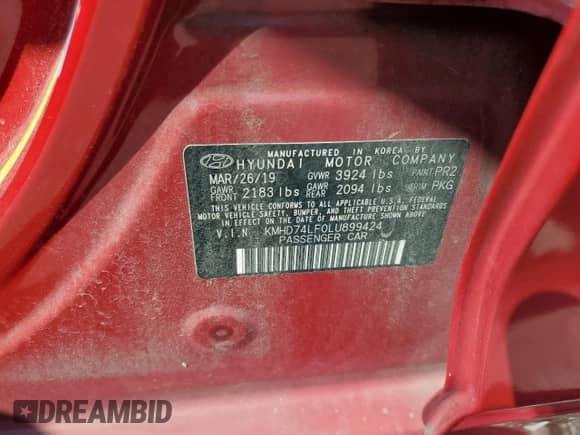 MANUFACTURED IN KOREA BY
HYUNDAI MOTOR COMPANY
MAR/26/19 GVWR 3924 lbs PAINT PR2
GAWR FRONT 2183 lbs GAWR REAR 2094 lbs TRIM PKG
THIS VEHICLE CONFORMS TO ALL APPLICABLE U.S.A. FEDERAL
MOTOR VEHICLE SAFETY, BUMPER, AND THEFT PREVENTION
STANDARDS IN EFFECT ON THE DATE OF MANUFACTURE SHOWN ABOVE.
V.I.N. KMHD74LF0LU899424
PASSENGER CAR
DREAMBID